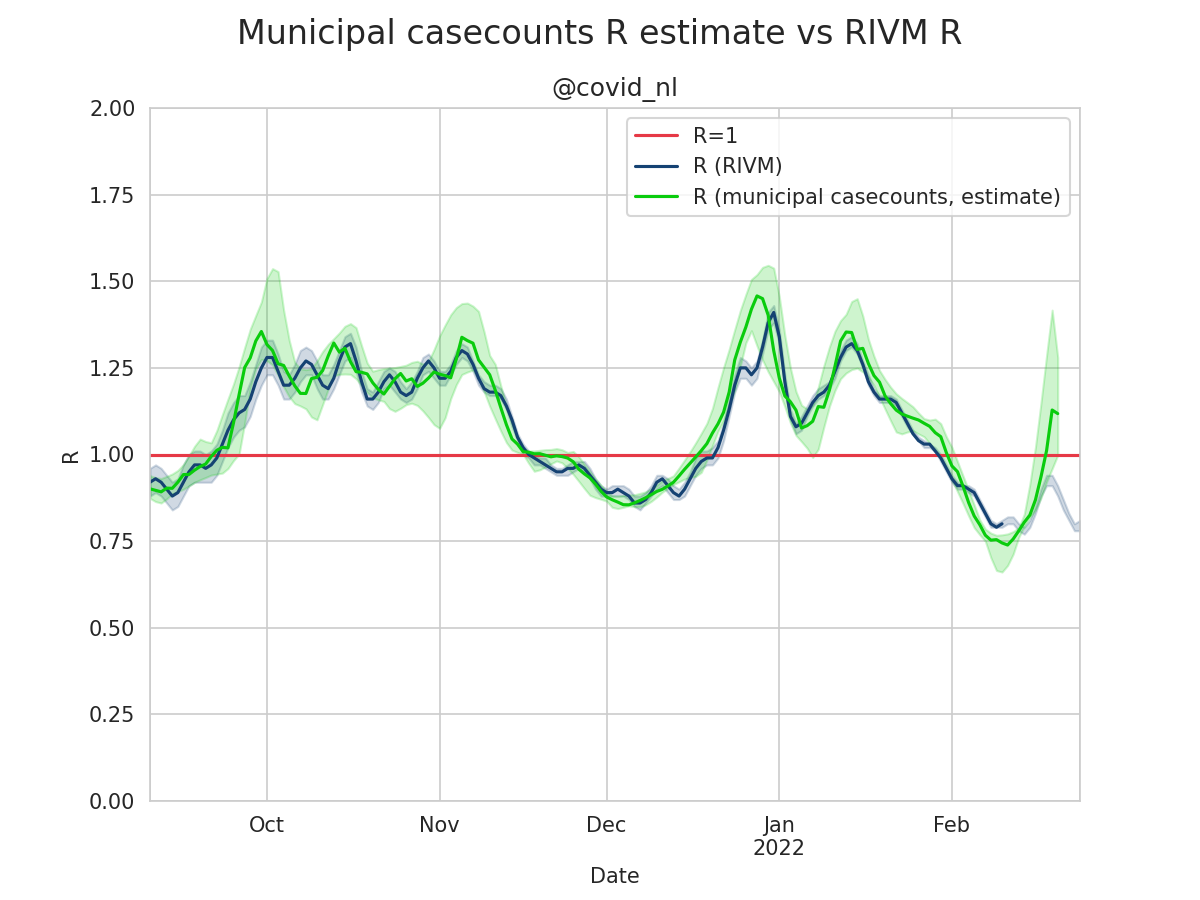 Municipal casecounts R estimate vs RIVM R
@covid_nl
R=1
R (RIVM)
R (municipal casecounts, estimate)
2.00
1.75
1.50
1.25
1.00
0.75
0.50
0.25
0.00
R
Oct
Nov
Dec
Jan
2022
Feb
Date